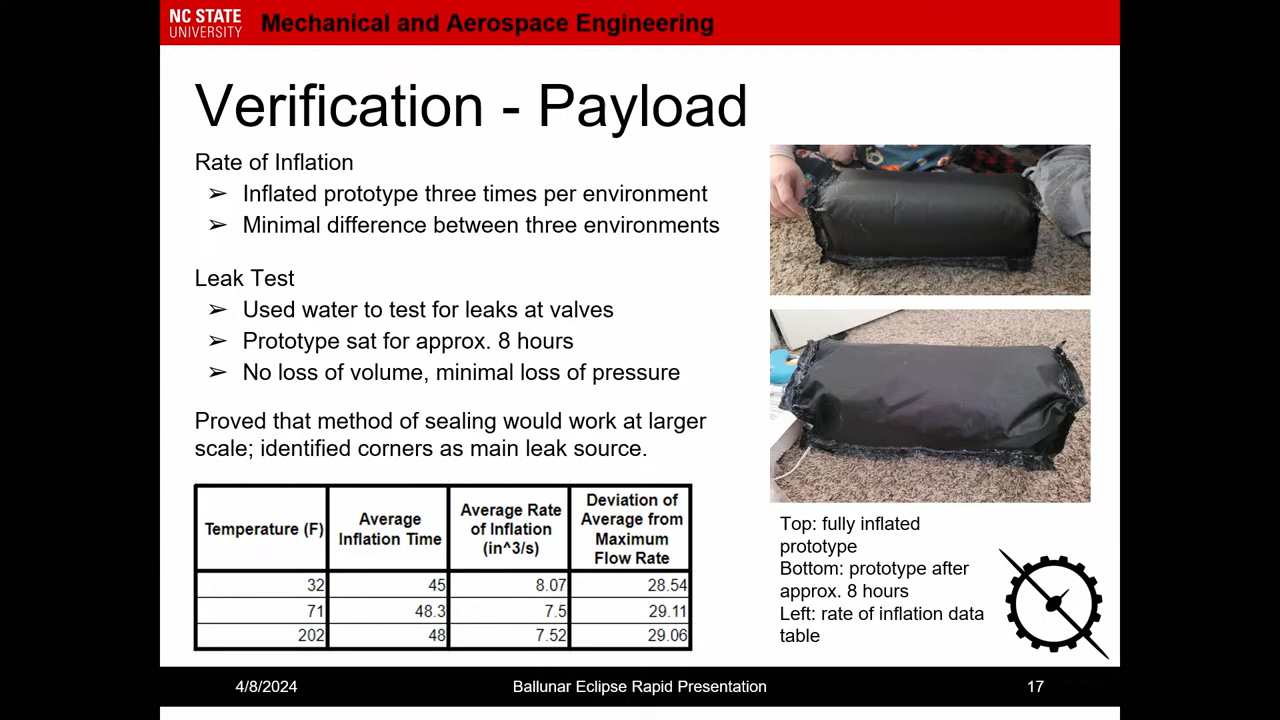 NC STATE
UNIVERSITY
Mechanical and Aerospace Engineering
Verification - Payload
Rate of Inflation
➢ Inflated prototype three times per environment
➢ Minimal difference between three environments
Leak Test
➢ Used water to test for leaks at valves
➢ Prototype sat for approx. 8 hours
➢ No loss of volume, minimal loss of pressure
Proved that method of sealing would work at larger
scale; identified corners as main leak source.
Temperature (F) Average Inflation Time Average Rate of Inflation (in^3/s) Deviation of Average from Maximum Flow Rate
32 45 8.07 28.54
71 48.3 7.5 29.11
202 48 7.52 29.06
Top: fully inflated
prototype
Bottom: prototype after
approx. 8 hours
Left: rate of inflation data
table
4/8/2024 Ballunar Eclipse Rapid Presentation 17